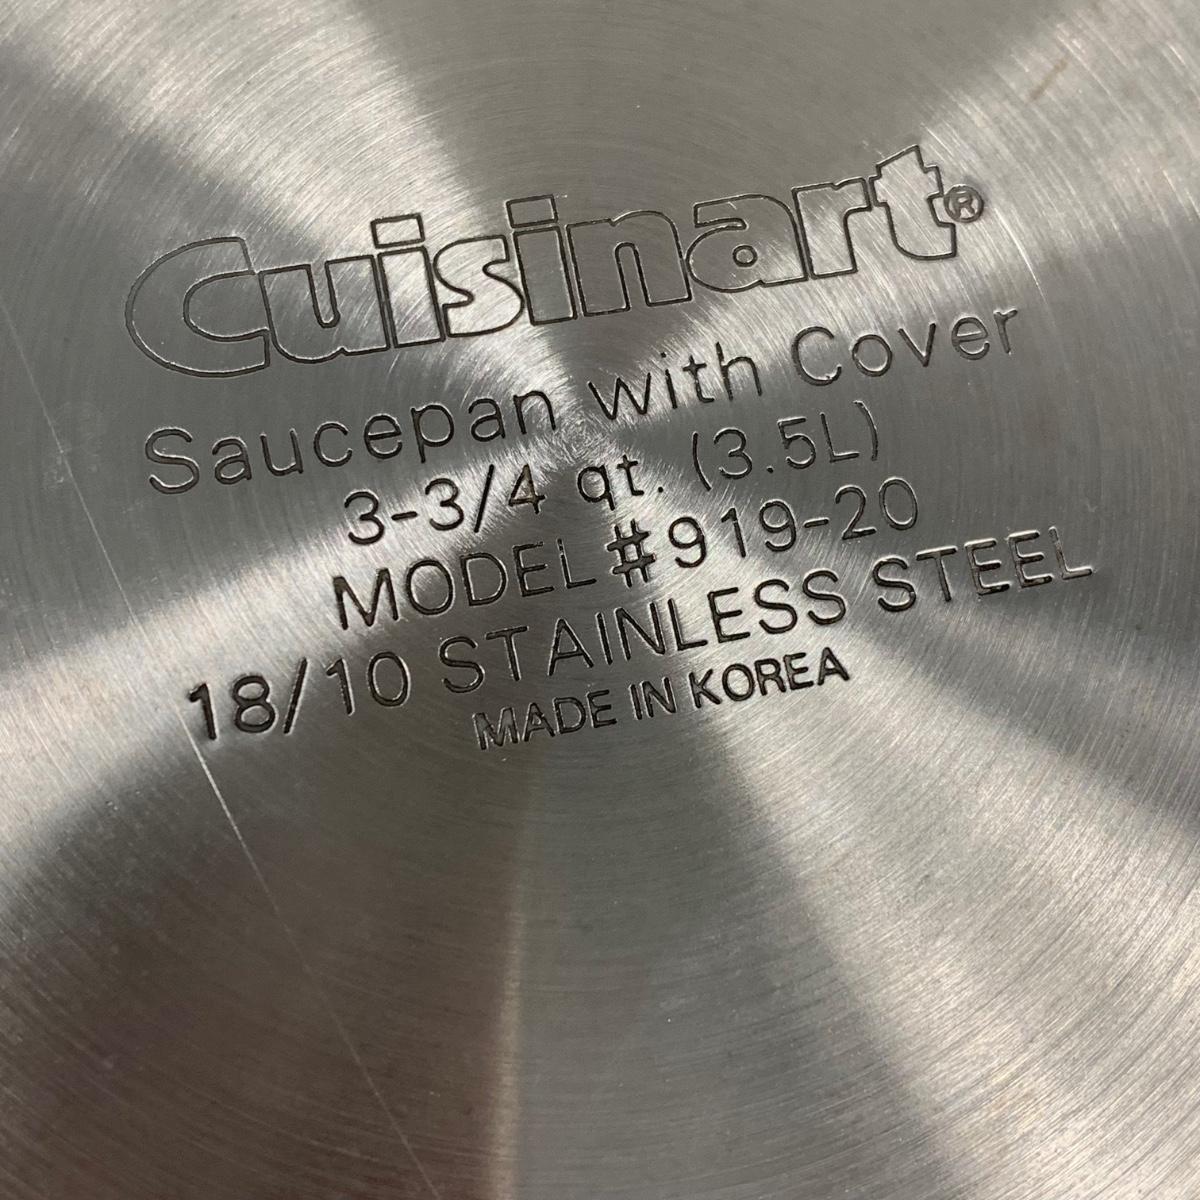 Cuisinart®
Saucepan with Cover
3-3/4 qt. (3.5L)
MODEL #919-20
18/10 STAINLESS STEEL
MADE IN KOREA